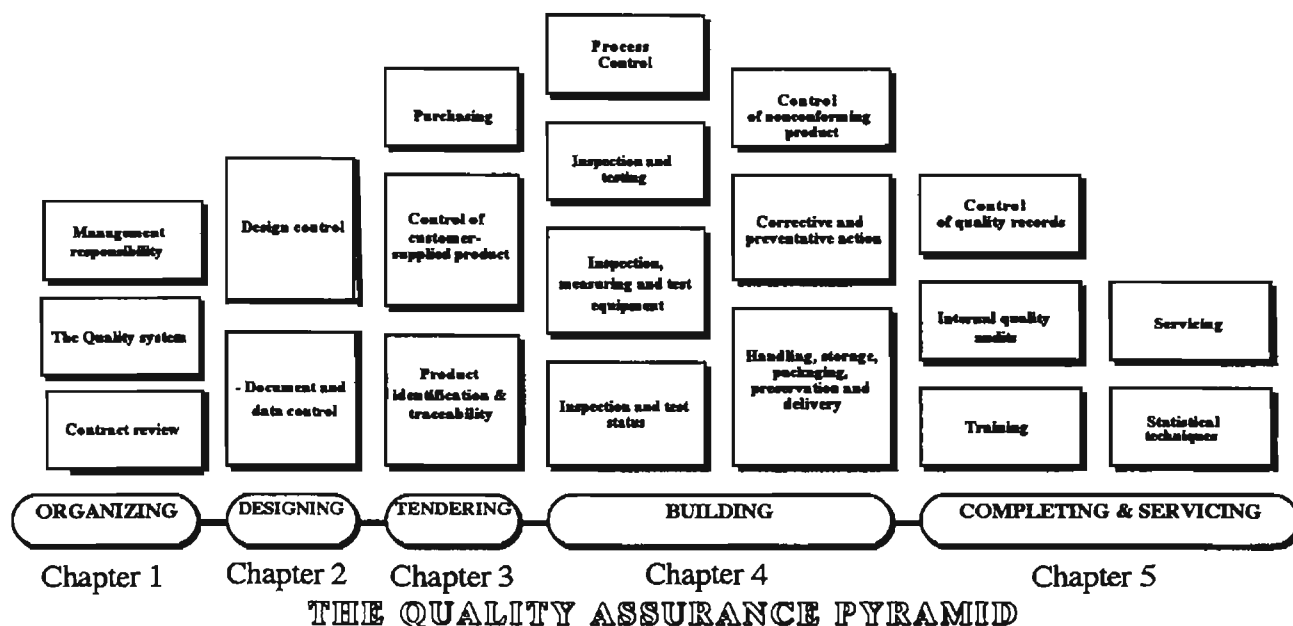 Management
responsibility
The Quality system
Contract review
Design control
- Document and
data control
Purchasing
Control of
customer-
supplied product
Product
identification &
traceability
Process
Control
Inspection and
testing
Inspection,
measuring and test
equipment
Inspection and test
status
Control
of nonconforming
product
Corrective and
preventative action
Handling, storage,
packaging,
preservation and
delivery
Control
of quality records
Internal quality
audits
Training
Servicing
Statistical
techniques
ORGANIZING
DESIGNING
TENDERING
BUILDING
COMPLETING & SERVICING
Chapter 1
Chapter 2
Chapter 3
Chapter 4
Chapter 5
THE QUALITY ASSURANCE PYRAMID